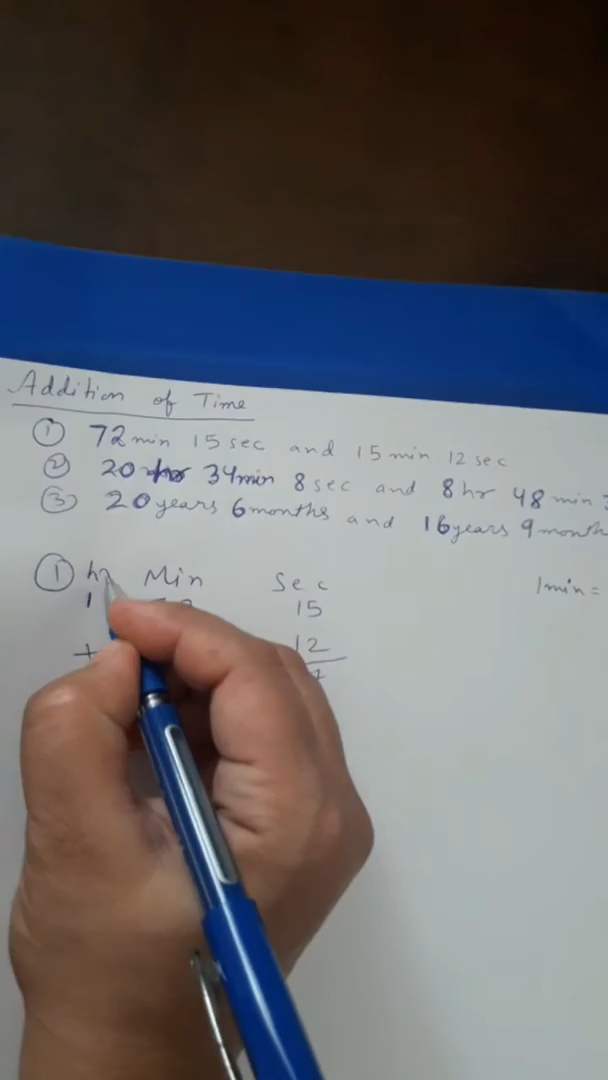 Addition of Time
① 72 min 15 sec and 15 min 12 sec
② 20 hr 34 min 8 sec and 8 hr 48 min
③ 20 years 6 months and 16 years 9 month
① hr Min Sec 1min =
1 15
+ 12